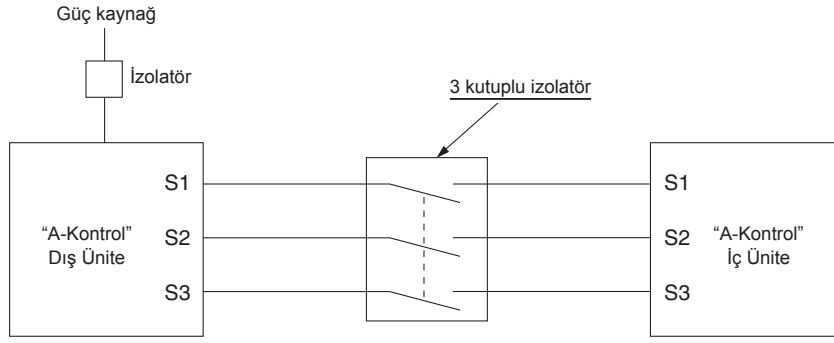 Güç kaynağı
İzolatör
3 kutuplu izolatör
S1
S1
“A-Kontrol”
Dış Ünite
S2
S2
“A-Kontrol”
İç Ünite
S3
S3